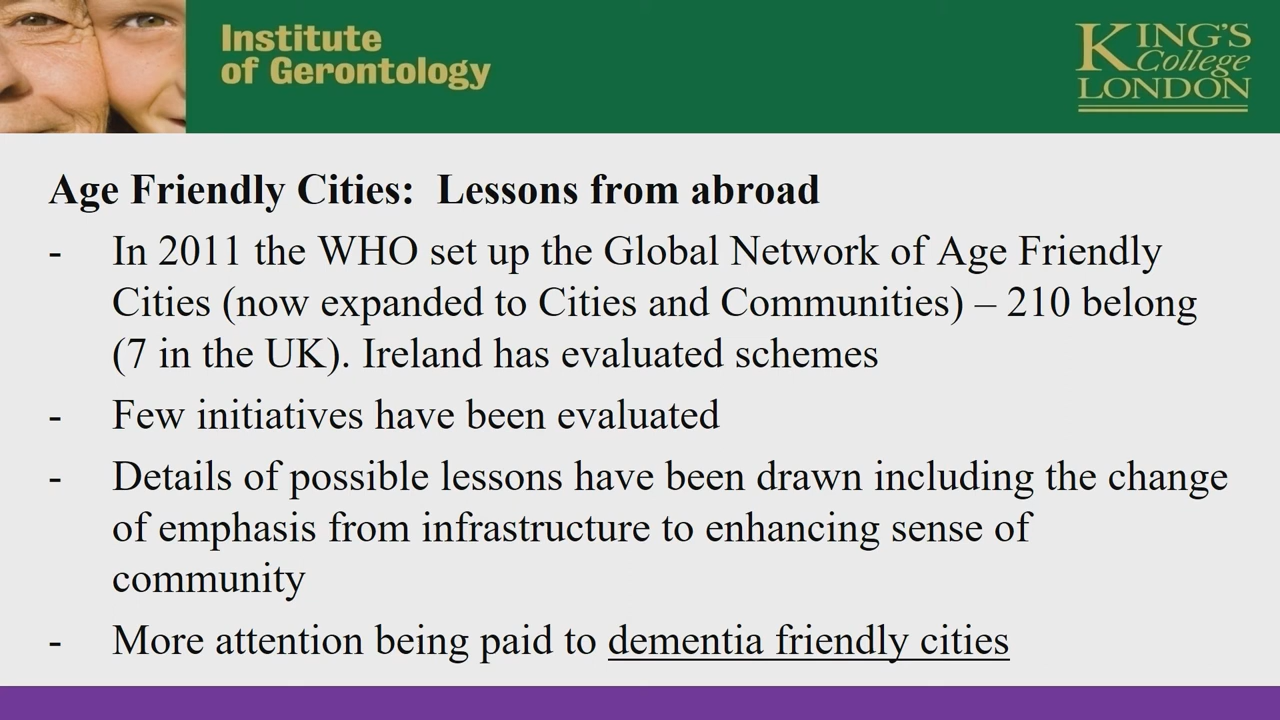 Institute
of Gerontology
KING'S
College
LONDON
Age Friendly Cities: Lessons from abroad
- In 2011 the WHO set up the Global Network of Age Friendly
Cities (now expanded to Cities and Communities) – 210 belong
(7 in the UK). Ireland has evaluated schemes
- Few initiatives have been evaluated
- Details of possible lessons have been drawn including the change
of emphasis from infrastructure to enhancing sense of
community
- More attention being paid to dementia friendly cities